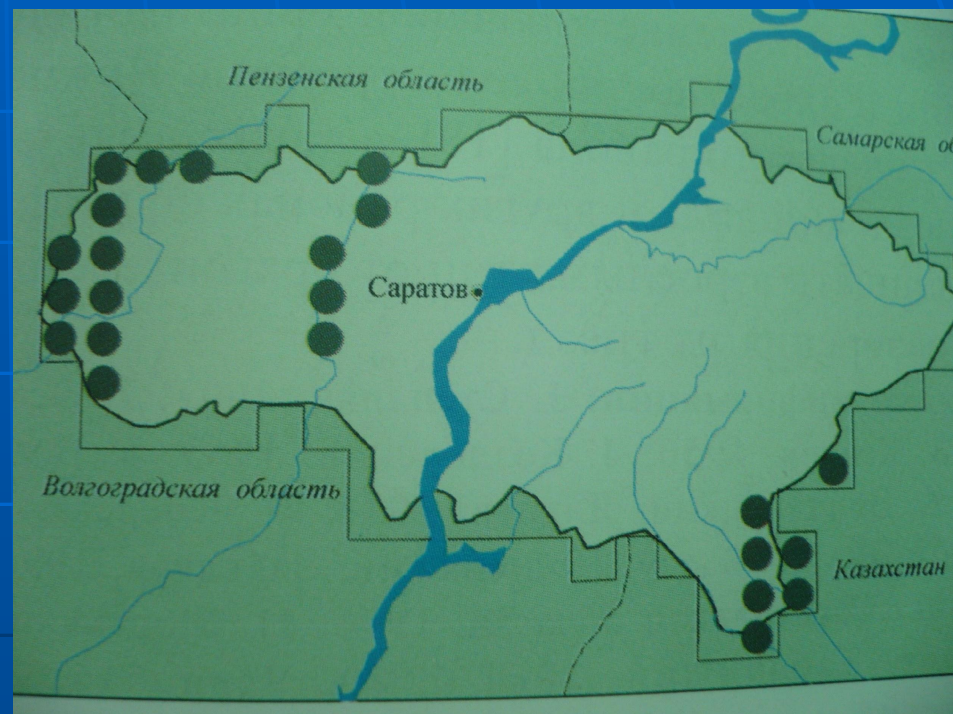 Пензенская область
Самарская
Саратов
Волгоградская область
Казахстан